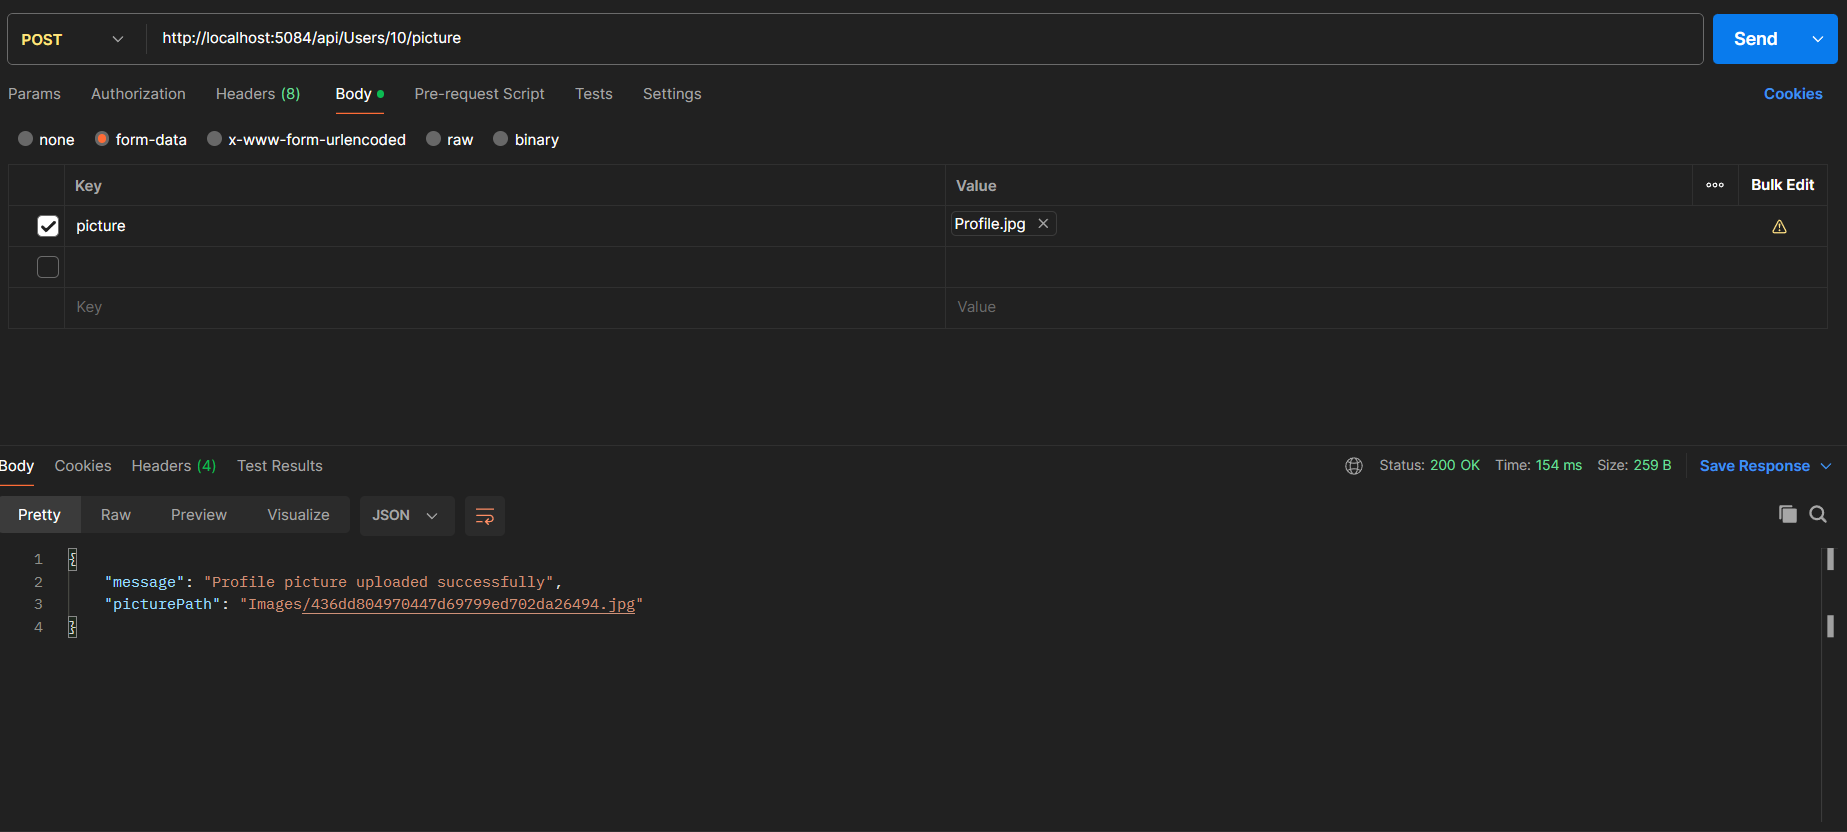 POST http://localhost:5084/api/Users/10/picture Send
Params Authorization Headers (8) Body Pre-request Script Tests Settings Cookies
none form-data x-www-form-urlencoded raw binary
Key Value Bulk Edit
picture Profile.jpg
Key Value
Body Cookies Headers (4) Test Results Status: 200 OK Time: 154 ms Size: 259 B Save Response
Pretty Raw Preview Visualize JSON
1 {
2 "message": "Profile picture uploaded successfully",
3 "picturePath": "Images/436dd804970447d69799ed702da26494.jpg"
4 }